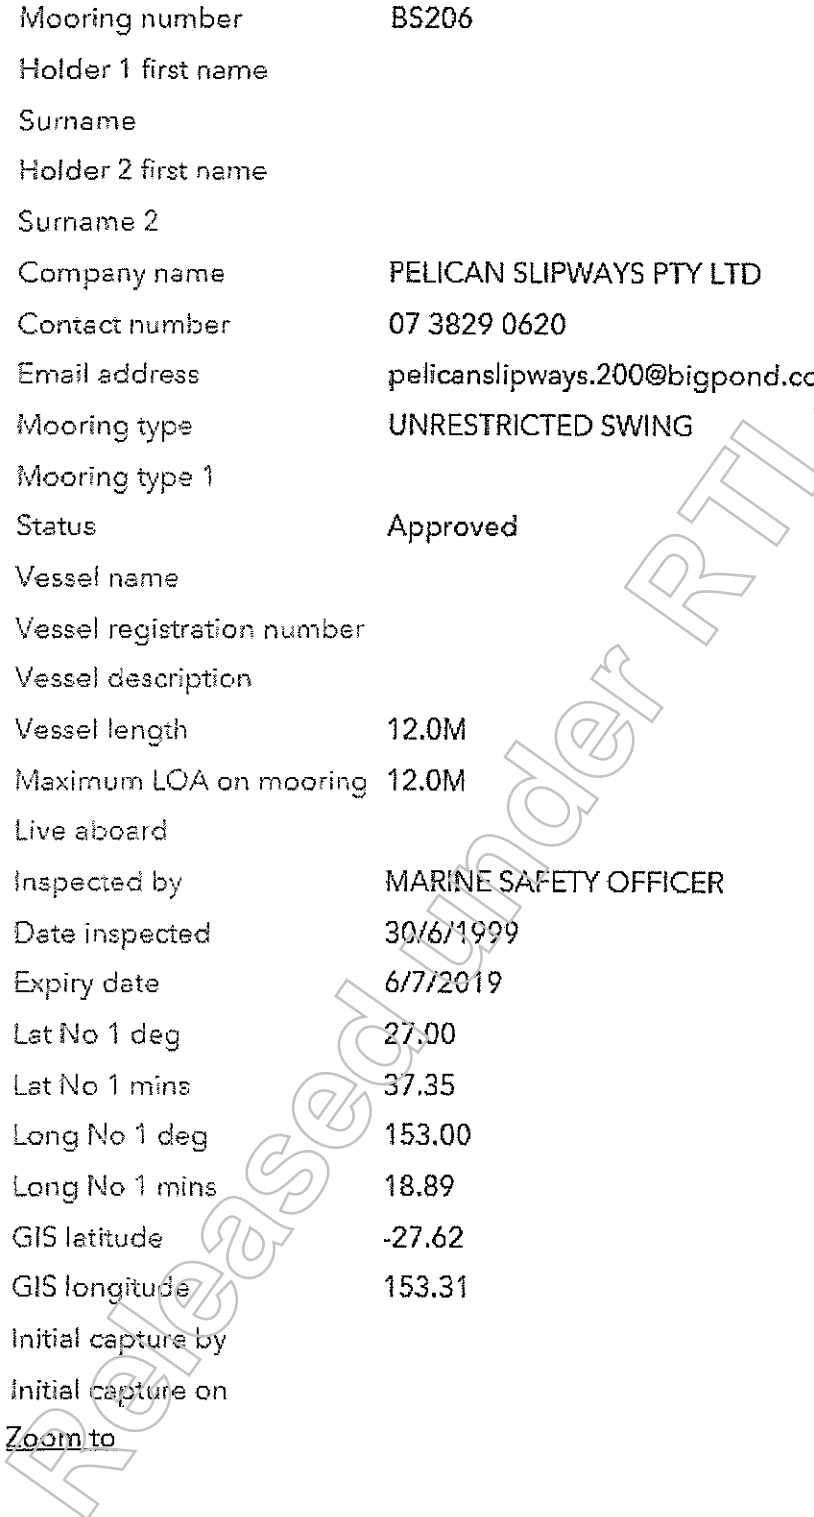 Mooring number BS206
Holder 1 first name
Surname
Holder 2 first name
Surname 2
Company name PELICAN SLIPWAYS PTY LTD
Contact number 07 3829 0620
Email address pelicanslipways.200@bigpond.co
Mooring type UNRESTRICTED SWING
Mooring type 1
Status Approved
Vessel name
Vessel registration number
Vessel description
Vessel length 12.0M
Maximum LOA on mooring 12.0M
Live aboard
Inspected by MARINE SAFETY OFFICER
Date inspected 30/6/1999
Expiry date 6/7/2019
Lat No 1 deg 27.00
Lat No 1 mins 37.35
Long No 1 deg 153.00
Long No 1 mins 18.89
GIS latitude -27.62
GIS longitude 153.31
Initial capture by
Initial capture on
Zoom to
Released under RTI